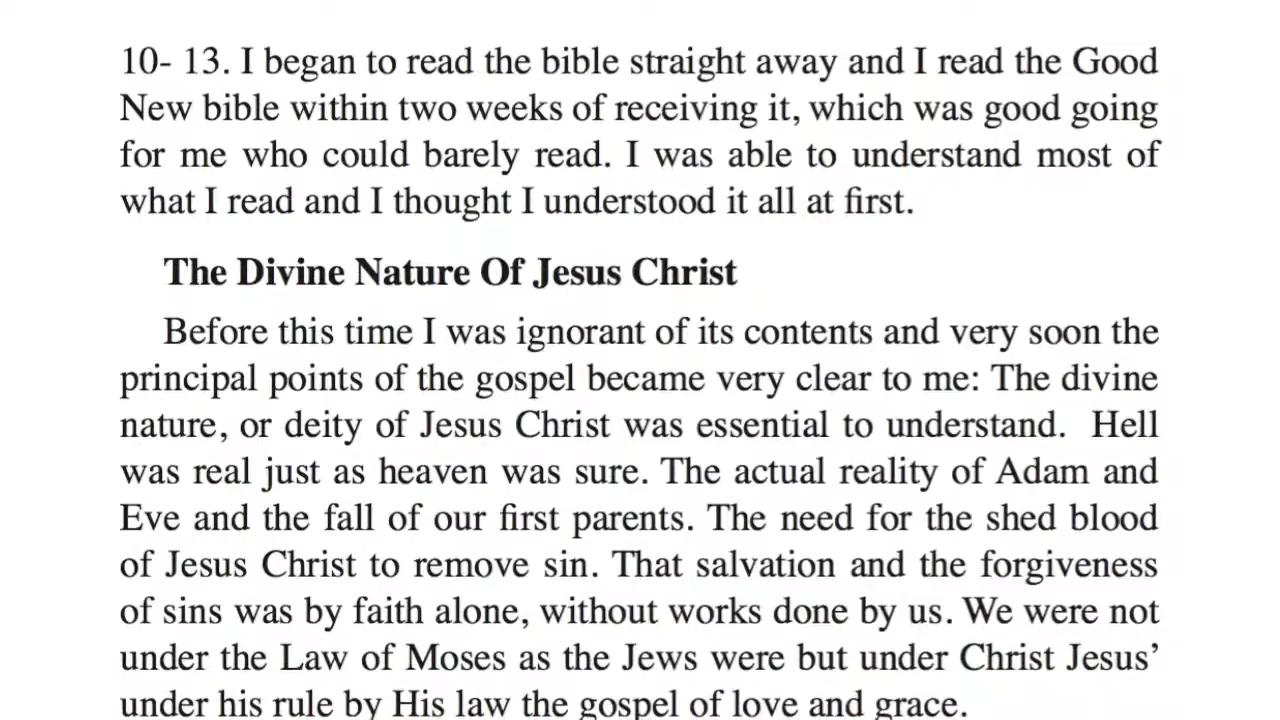 10- 13. I began to read the bible straight away and I read the Good
New bible within two weeks of receiving it, which was good going
for me who could barely read. I was able to understand most of
what I read and I thought I understood it all at first.
The Divine Nature Of Jesus Christ
Before this time I was ignorant of its contents and very soon the
principal points of the gospel became very clear to me: The divine
nature, or deity of Jesus Christ was essential to understand.  Hell
was real just as heaven was sure. The actual reality of Adam and
Eve and the fall of our first parents. The need for the shed blood
of Jesus Christ to remove sin. That salvation and the forgiveness
of sins was by faith alone, without works done by us. We were not
under the Law of Moses as the Jews were but under Christ Jesus’
under his rule by His law the gospel of love and grace.